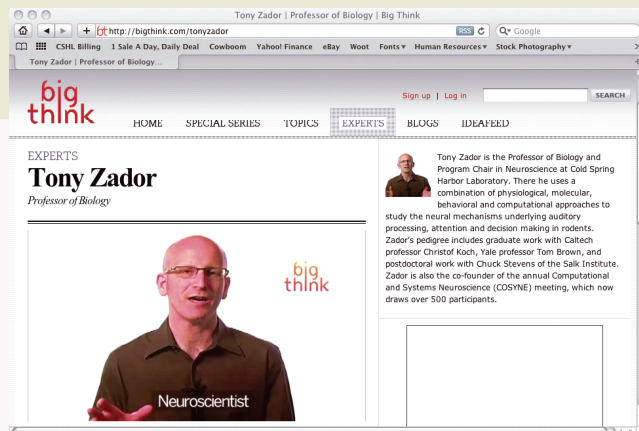 Tony Zador | Professor of Biology | Big Think
http://bigthink.com/tonyzador
RSS
Google
CSHL Billing 1 Sale A Day, Daily Deal Cowboom Yahoo! Finance eBay Woot Fonts Human Resources Stock Photography
Tony Zador | Professor of Biology...
big
think
Sign up | Log in
SEARCH
HOME SPECIAL SERIES TOPICS EXPERTS BLOGS IDEAFEED
EXPERTS
Tony Zador
Professor of Biology
big
think
Neuroscientist
Tony Zador is the Professor of Biology and
Program Chair in Neuroscience at Cold Spring
Harbor Laboratory. There he uses a
combination of physiological, molecular,
behavioral and computational approaches to
study the neural mechanisms underlying auditory
processing, attention and decision making in rodents.
Zador's pedigree includes graduate work with Caltech
professor Christof Koch, Yale professor Tom Brown, and
postdoctoral work with Chuck Stevens of the Salk Institute.
Zador is also the co-founder of the annual Computational
and Systems Neuroscience (COSYNE) meeting, which now
draws over 500 participants.